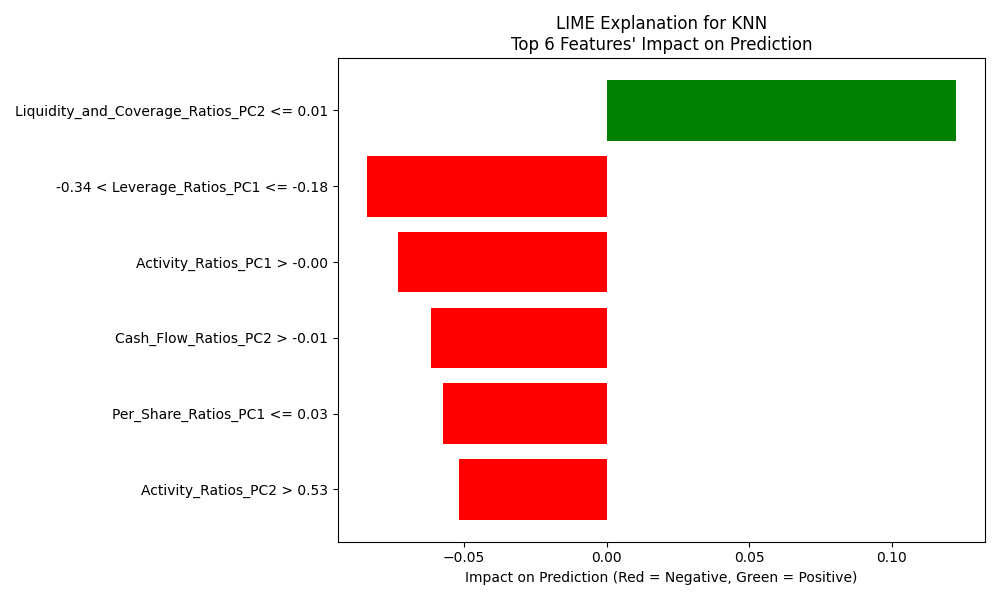 LIME Explanation for KNN
Top 6 Features' Impact on Prediction
Liquidity_and_Coverage_Ratios_PC2 <= 0.01
-0.34 < Leverage_Ratios_PC1 <= -0.18
Activity_Ratios_PC1 > -0.00
Cash_Flow_Ratios_PC2 > -0.01
Per_Share_Ratios_PC1 <= 0.03
Activity_Ratios_PC2 > 0.53
−0.05 0.00 0.05 0.10
Impact on Prediction (Red = Negative, Green = Positive)